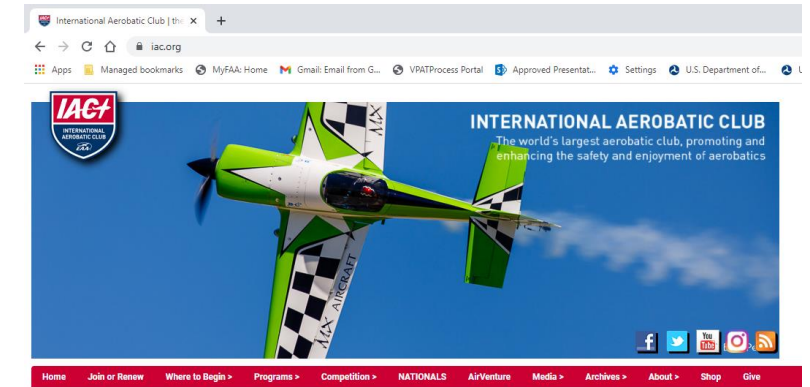 International Aerobatic Club | the
iac.org
Apps Managed bookmarks MyFAA: Home Gmail: Email from G... VPATProcess Portal Approved Presentat... Settings U.S. Department of... U
IAC
INTERNATIONAL
AEROBATIC CLUB
EAA
INTERNATIONAL AEROBATIC CLUB
The world's largest aerobatic club, promoting and
enhancing the safety and enjoyment of aerobatics
MX
MX AIRCRAFT
f You Tube
Home Join or Renew Where to Begin > Programs > Competition > NATIONALS AirVenture Media > Archives > About > Shop Give